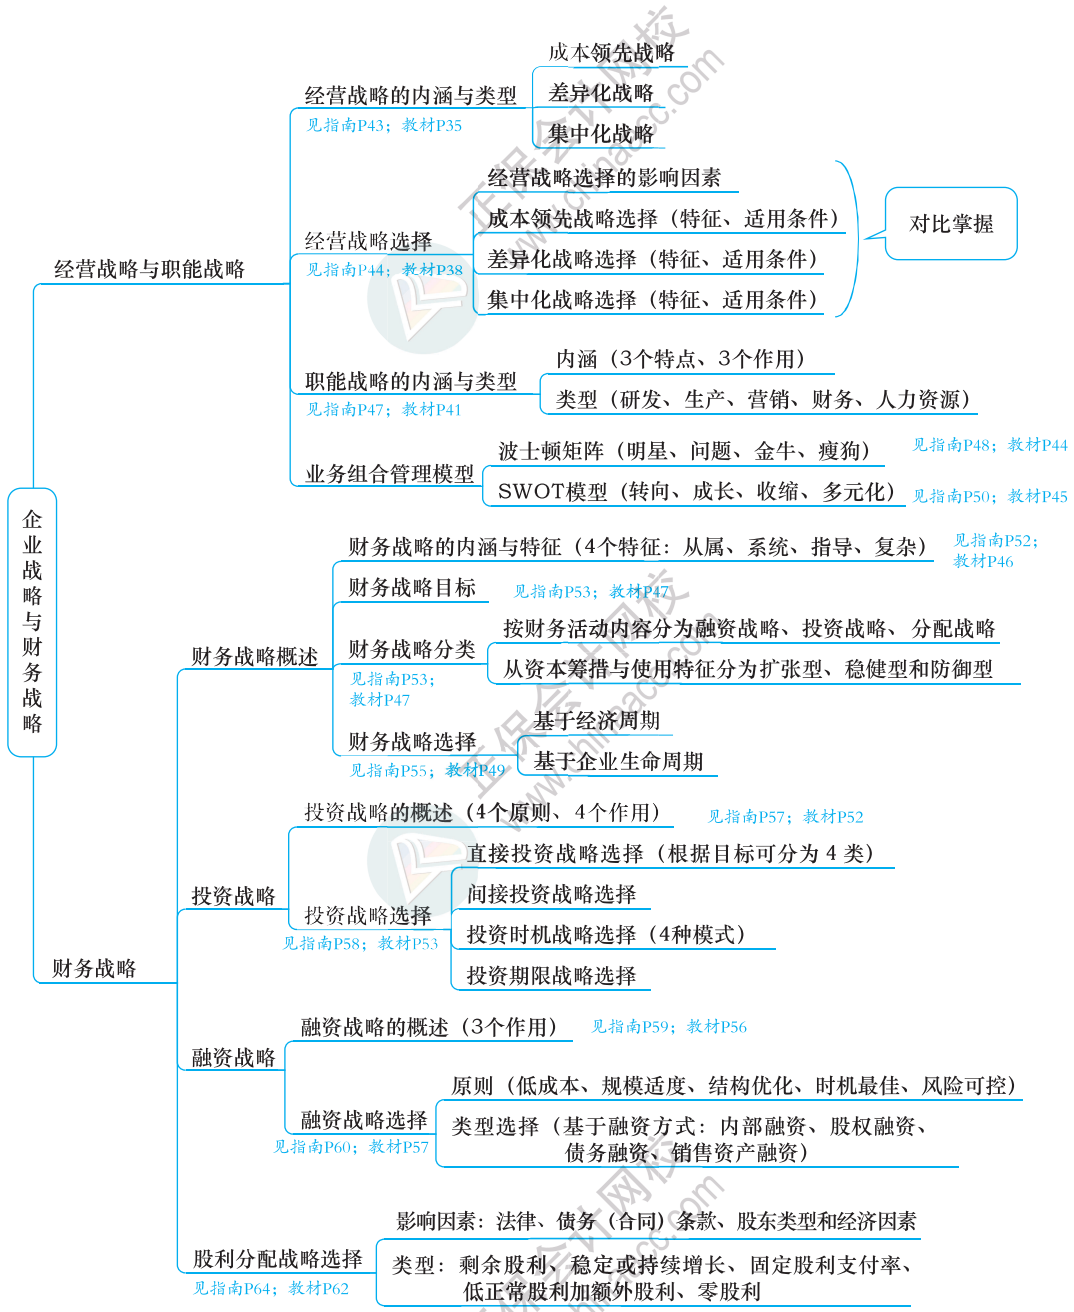 成本领先战略
经营战略的内涵与类型
差异化战略
见指南P43；教材P35
集中化战略
经营战略选择的影响因素
成本领先战略选择（特征、适用条件）
对比掌握
经营战略选择
差异化战略选择（特征、适用条件）
见指南P44；教材P38
经营战略与职能战略
集中化战略选择（特征、适用条件）
内涵（3个特点、3个作用）
职能战略的内涵与类型
类型（研发、生产、营销、财务、人力资源）
见指南P47；教材P41
波士顿矩阵（明星、问题、金牛、瘦狗）
见指南P48；教材P44
业务组合管理模型
SWOT模型（转向、成长、收缩、多元化）
见指南P50；教材P45
企业战略与财务战略
财务战略的内涵与特征（4个特征：从属、系统、指导、复杂）
见指南P52；
教材P46
财务战略目标
见指南P53；教材P47
按财务活动内容分为融资战略、投资战略、分配战略
财务战略分类
财务战略概述
从资本筹措与使用特征分为扩张型、稳健型和防御型
见指南P53；
教材P47
基于经济周期
财务战略选择
基于企业生命周期
见指南P55；教材P49
投资战略的概述（4个原则、4个作用）
见指南P57；教材P52
直接投资战略选择（根据目标可分为 4 类）
投资战略
间接投资战略选择
投资战略选择
投资时机战略选择（4种模式）
见指南P58；教材P53
财务战略
投资期限战略选择
融资战略的概述（3个作用）
见指南P59；教材P56
融资战略
原则（低成本、规模适度、结构优化、时机最佳、风险可控）
融资战略选择
类型选择（基于融资方式：内部融资、股权融资、
见指南P60；教材P57
债务融资、销售资产融资）
影响因素：法律、债务（合同）条款、股东类型和经济因素
股利分配战略选择
类型：剩余股利、稳定或持续增长、固定股利支付率、
见指南P64；教材P62
低正常股利加额外股利、零股利
正保会计网校
www.chinaacc.com
正保会计网校
www.chinaacc.com
正保会计网校
www.chinaacc.com